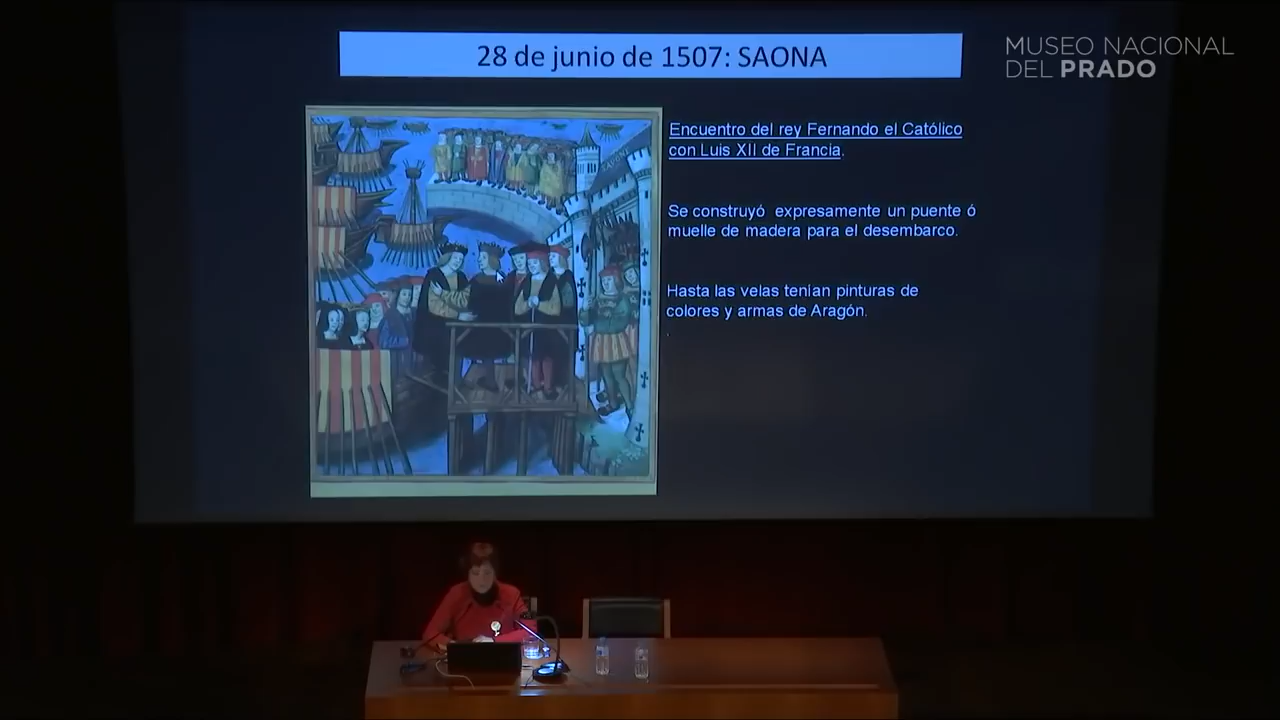 28 de junio de 1507: SAONA
MUSEO NACIONAL
DEL PRADO
Encuentro del rey Fernando el Católico
con Luis XII de Francia.
Se construyó expresamente un puente ó
muelle de madera para el desembarco.
Hasta las velas tenían pinturas de
colores y armas de Aragón.